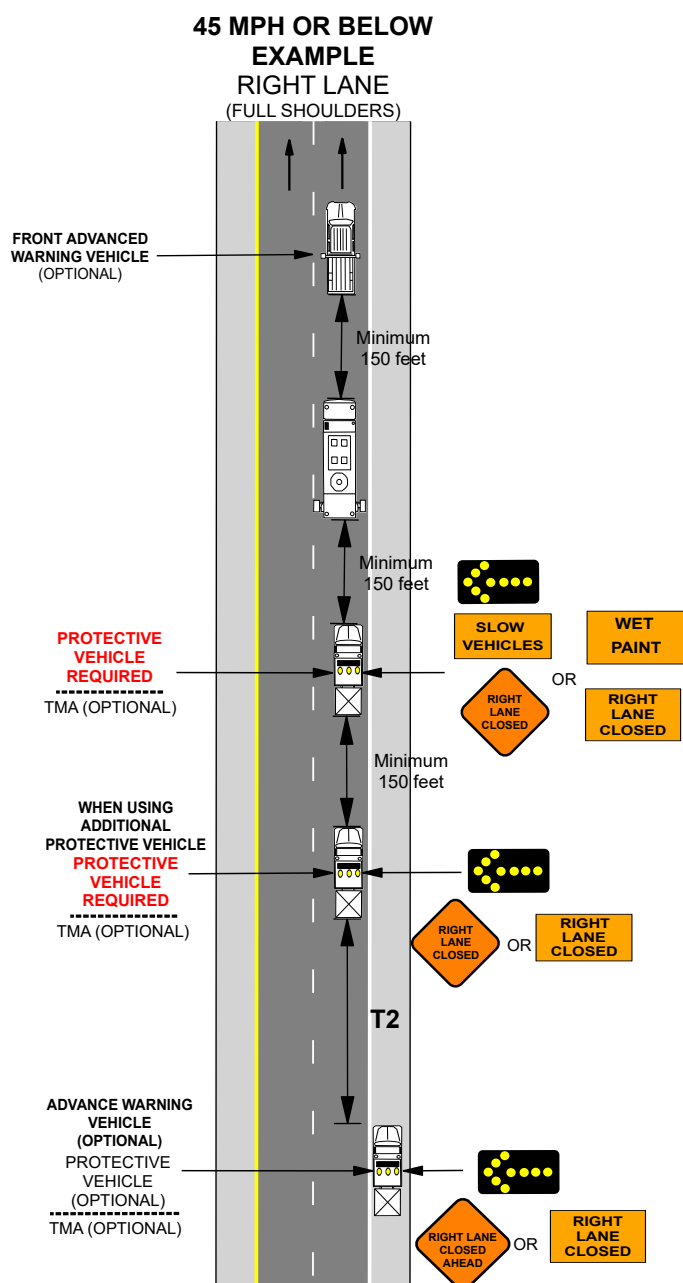 45 MPH OR BELOW
EXAMPLE
RIGHT LANE
(FULL SHOULDERS)
FRONT ADVANCED
WARNING VEHICLE
(OPTIONAL)
Minimum
150 feet
Minimum
150 feet
SLOW
VEHICLES
WET
PAINT
PROTECTIVE
VEHICLE
REQUIRED
TMA (OPTIONAL)
RIGHT
LANE
CLOSED
OR
RIGHT
LANE
CLOSED
Minimum
150 feet
WHEN USING
ADDITIONAL
PROTECTIVE VEHICLE
PROTECTIVE
VEHICLE
REQUIRED
TMA (OPTIONAL)
RIGHT
LANE
CLOSED
OR
RIGHT
LANE
CLOSED
T2
ADVANCE WARNING
VEHICLE
(OPTIONAL)
PROTECTIVE
VEHICLE
(OPTIONAL)
TMA (OPTIONAL)
RIGHT LANE
CLOSED
AHEAD
OR
RIGHT
LANE
CLOSED